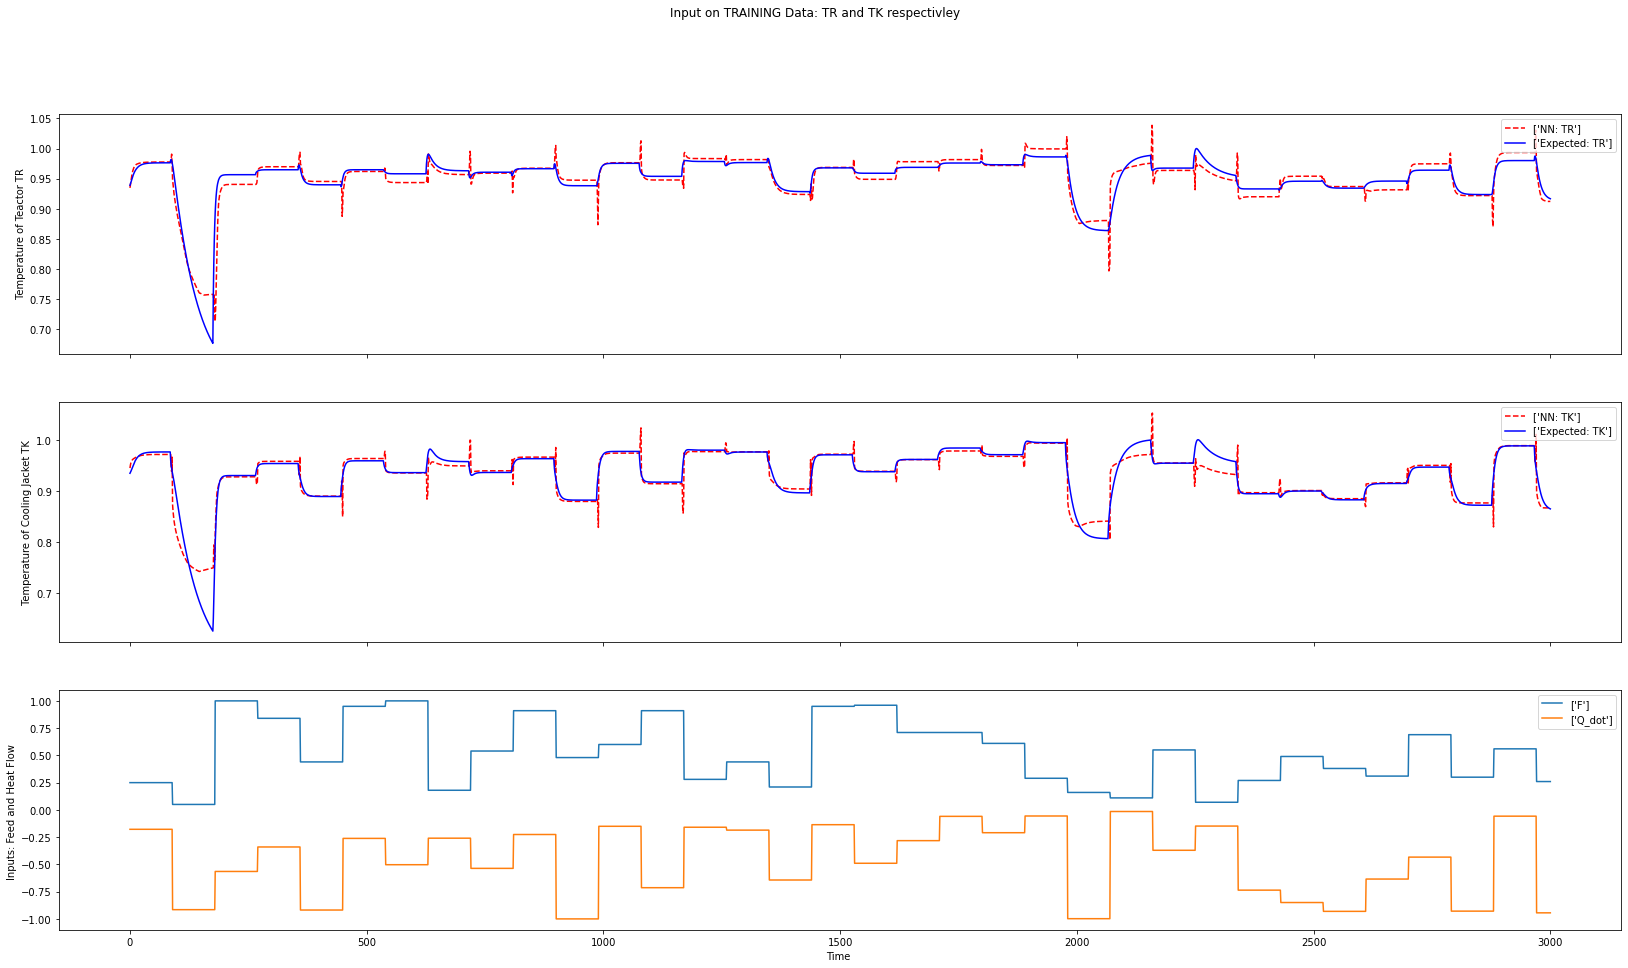 Input on TRAINING Data: TR and TK respectivley
1.05
1.00
0.95
0.90
0.85
0.80
0.75
0.70
Temperature of Teactor TR
['NN: TR']
['Expected: TR']
1.0
0.9
0.8
0.7
Temperature of Cooling Jacket TK
['NN: TK']
['Expected: TK']
1.00
0.75
0.50
0.25
0.00
−0.25
−0.50
−0.75
−1.00
Inputs: Feed and Heat Flow
['F']
['Q_dot']
0 500 1000 1500 2000 2500 3000
Time